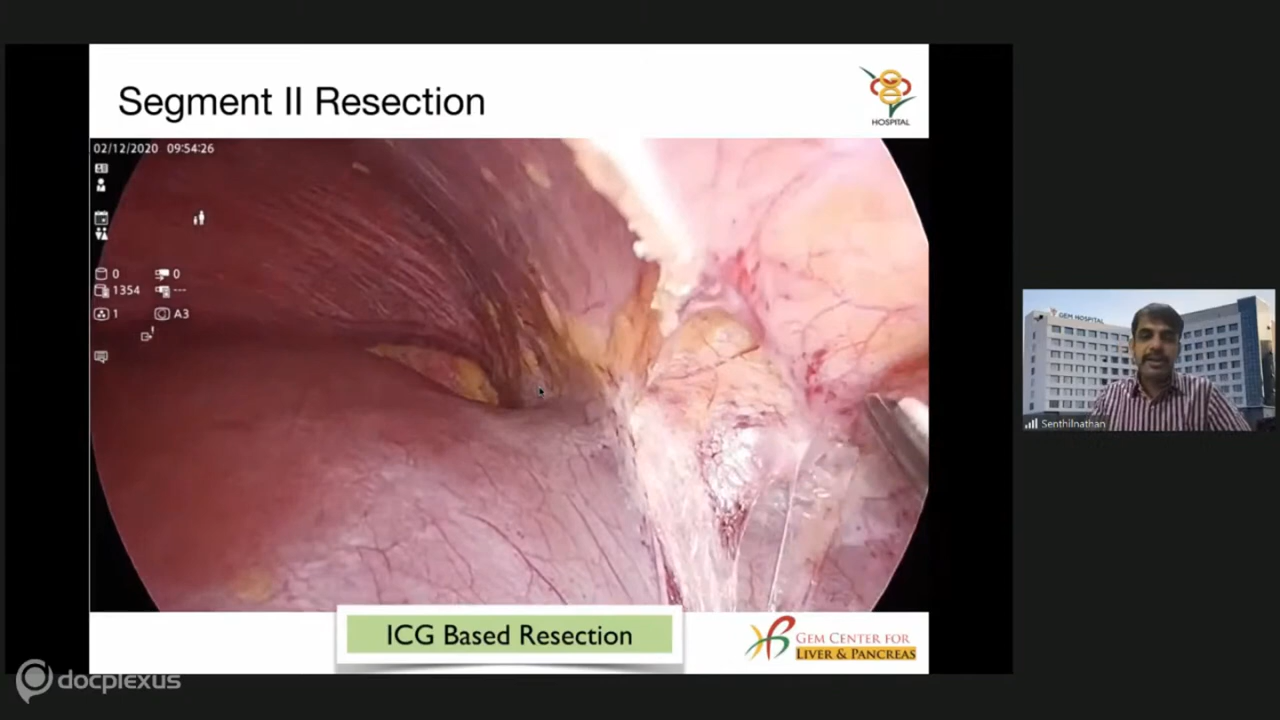 Segment II Resection
HOSPITAL
02/12/2020 09:54:26
0 0
1354 ---
1 A3
GEM HOSPITAL
Senthilnathan
ICG Based Resection
GEM CENTER FOR
LIVER & PANCREAS
docplexus